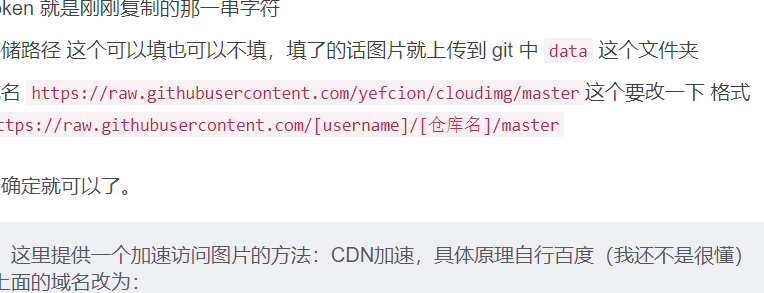 oken 就是刚刚复制的那一串字符
储路径 这个可以填也可以不填，填了的话图片就上传到 git 中 data 这个文件夹
名 https://raw.githubusercontent.com/yefcion/cloudimg/master 这个要改一下 格式
ttps://raw.githubusercontent.com/[username]/[仓库名]/master
确定就可以了。
这里提供一个加速访问图片的方法：CDN加速，具体原理自行百度（我还不是很懂）
上面的域名改为：